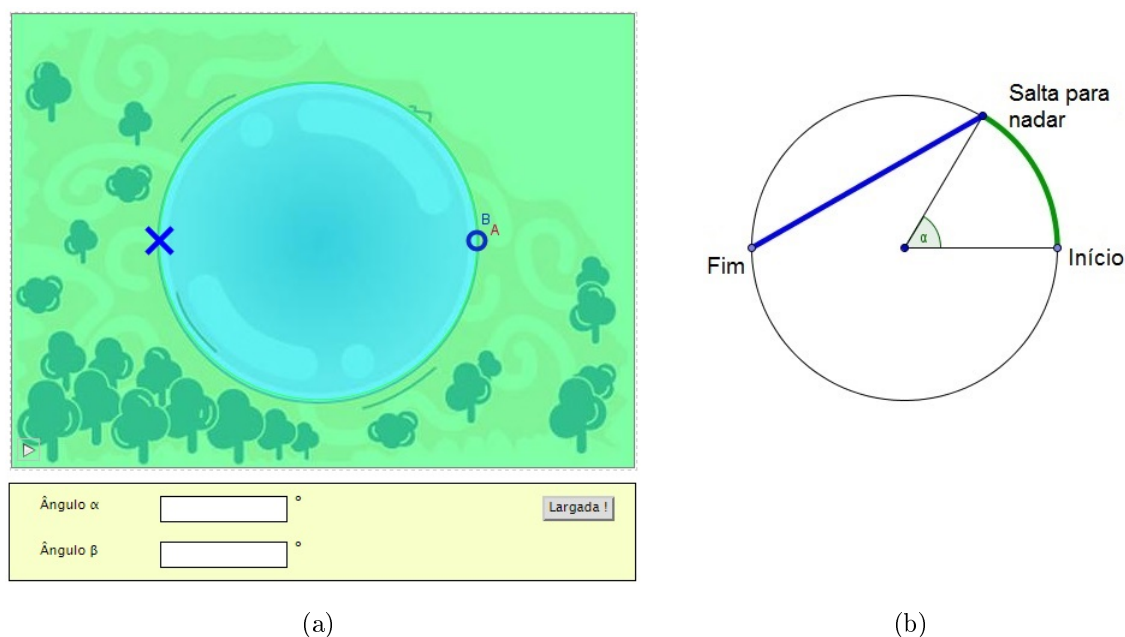 B
A
Ângulo α
°
Largada !
Ângulo β
°
(a)
Salta para
nadar
α
Fim
Início
(b)